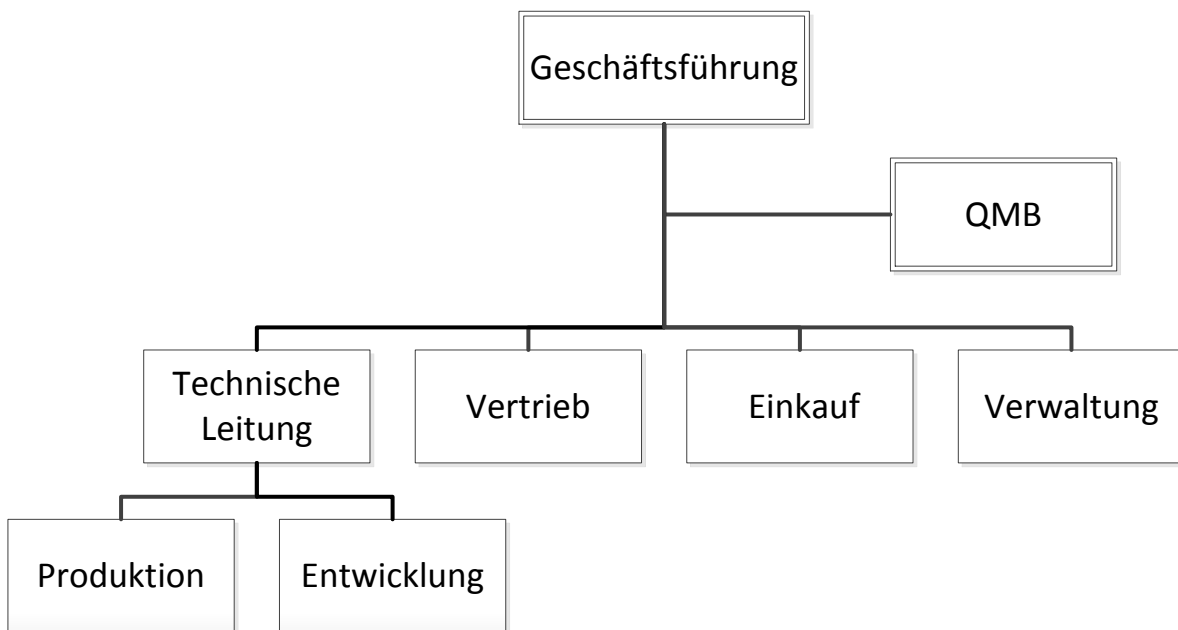 Geschäftsführung
QMB
Technische
Leitung
Vertrieb
Einkauf
Verwaltung
Produktion
Entwicklung